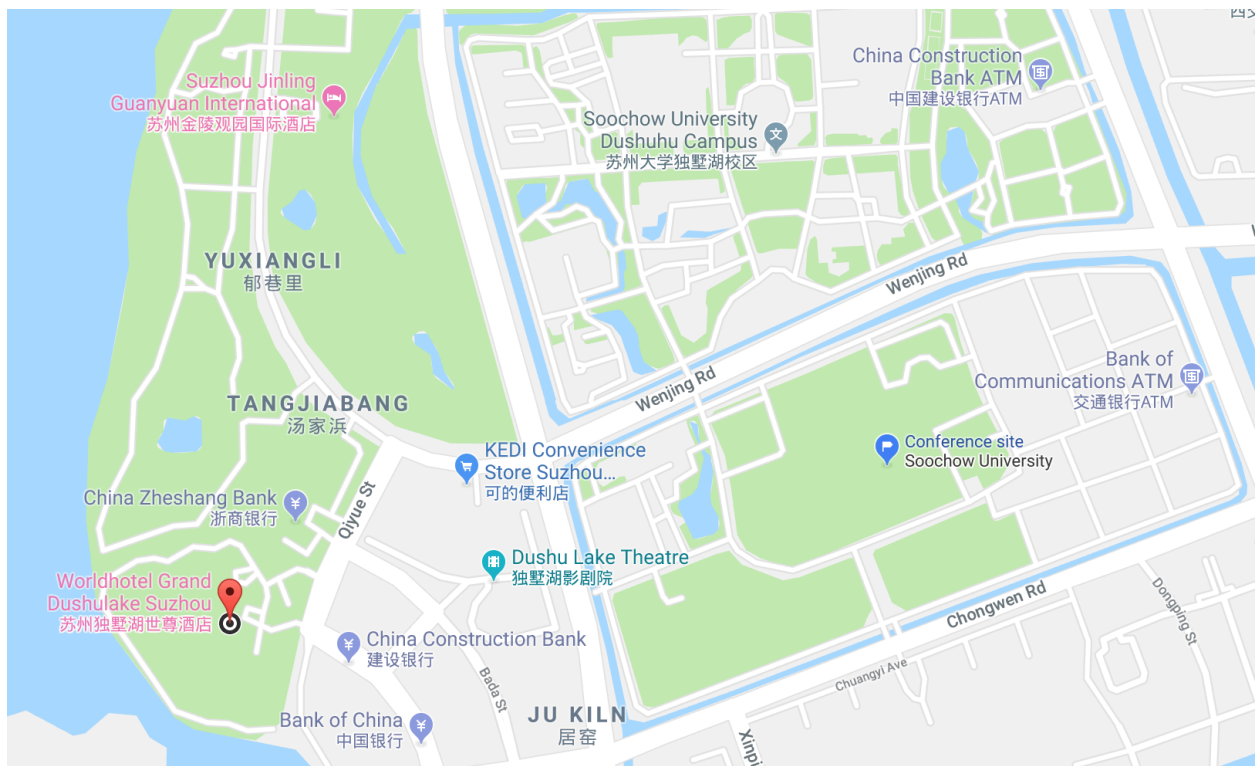 西交
China Construction
Bank ATM
中国建设银行ATM
Suzhou Jinling
Guanyuan International
苏州金陵观园国际酒店
Soochow University
Dushuhu Campus
苏州大学独墅湖校区
YUXIANGLI
郁巷里
Wenjing Rd
Wenjing Rd
Bank of
Communications ATM
交通银行ATM
TANGJIABANG
汤家浜
Conference site
Soochow University
KEDI Convenience
Store Suzhou...
可的便利店
China Zheshang Bank
浙商银行
Qiyue St
Dushu Lake Theatre
独墅湖影剧院
Worldhotel Grand
Dushulake Suzhou
苏州独墅湖世尊酒店
Chongwen Rd
Dongping St
China Construction Bank
建设银行
Chuangyi Ave
Bada St
Bank of China
中国银行
JU KILN
居窑
Xinpi